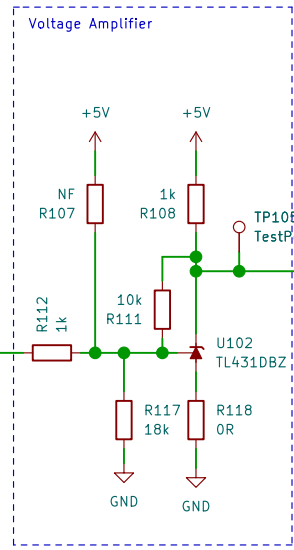 Voltage Amplifier
+5V
+5V
NF
R107
1k
R108
TP10
TestP
10k
R111
R112
1k
U102
TL431DBZ
R117
18k
R118
0R
GND
GND